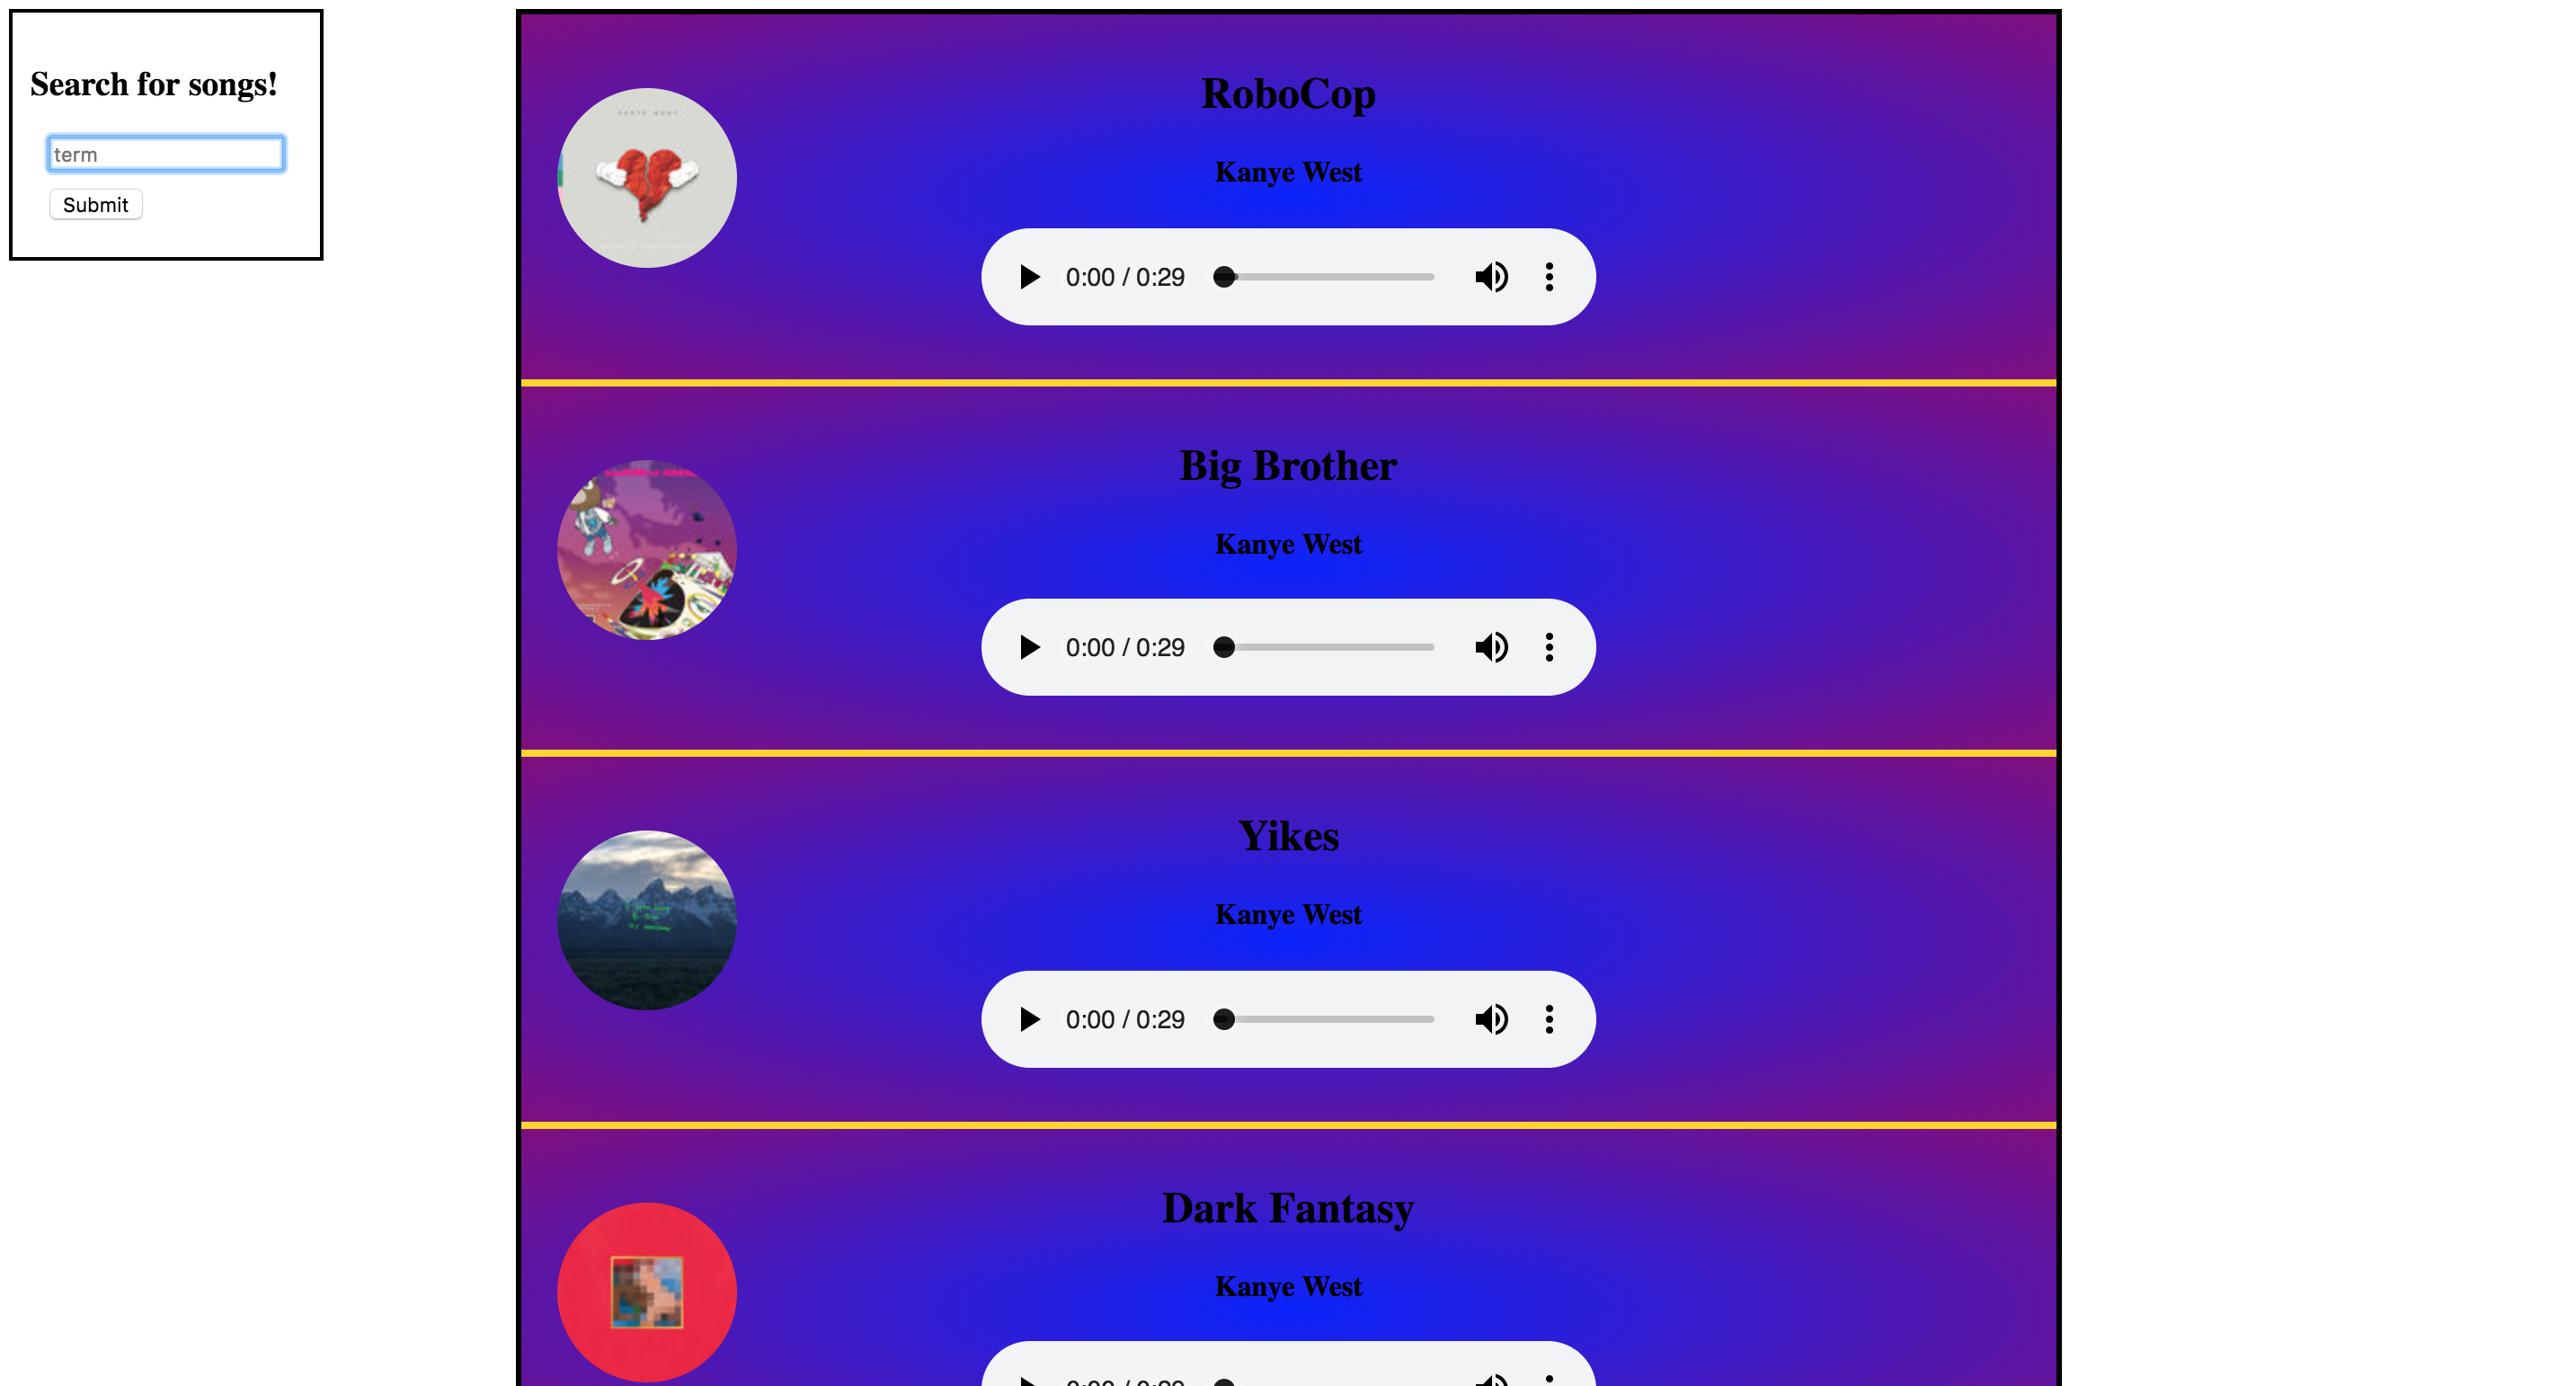 Search for songs!
term
Submit
RoboCop
Kanye West
0:00 / 0:29
Big Brother
Kanye West
0:00 / 0:29
Yikes
Kanye West
0:00 / 0:29
Dark Fantasy
Kanye West